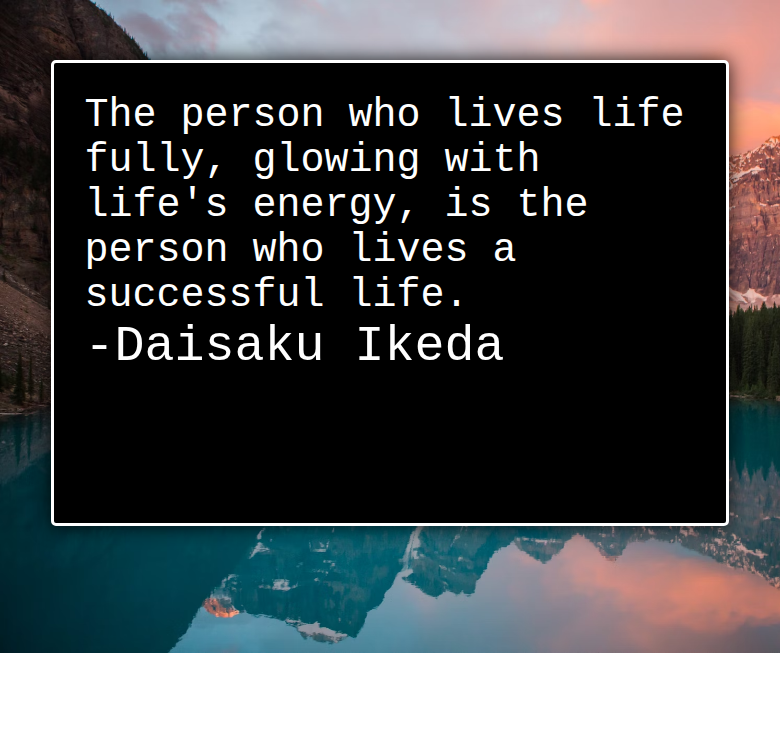 The person who lives life
fully, glowing with
life's energy, is the
person who lives a
successful life.
-Daisaku Ikeda